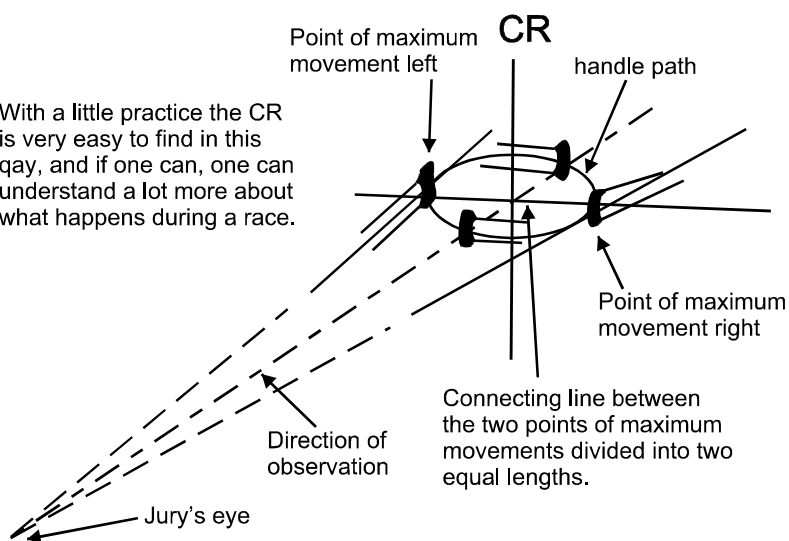 Point of maximum
movement left
CR
handle path
With a little practice the CR
is very easy to find in this
qay, and if one can, one can
understand a lot more about
what happens during a race.
Point of maximum
movement right
Connecting line between
the two points of maximum
movements divided into two
equal lengths.
Direction of
observation
Jury's eye